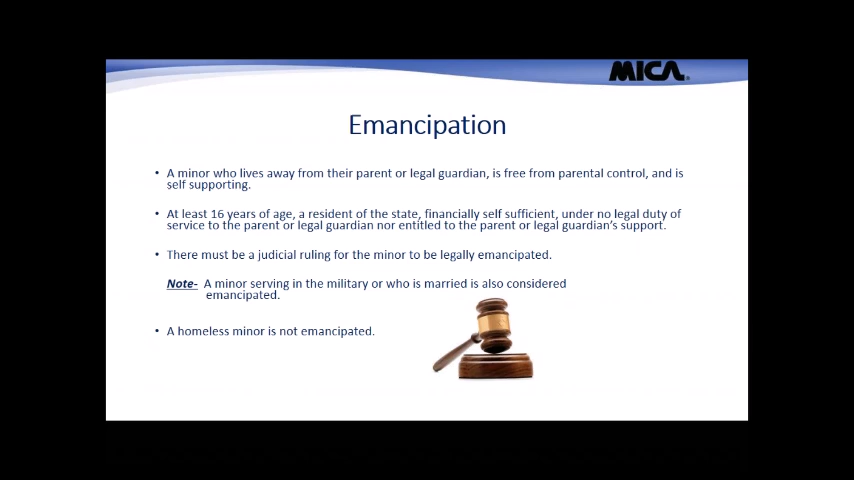 MICA®
Emancipation
• A minor who lives away from their parent or legal guardian, is free from parental control, and is
self supporting.
• At least 16 years of age, a resident of the state, financially self sufficient, under no legal duty of
service to the parent or legal guardian nor entitled to the parent or legal guardian's support.
• There must be a judicial ruling for the minor to be legally emancipated.
Note- A minor serving in the military or who is married is also considered
emancipated.
• A homeless minor is not emancipated.